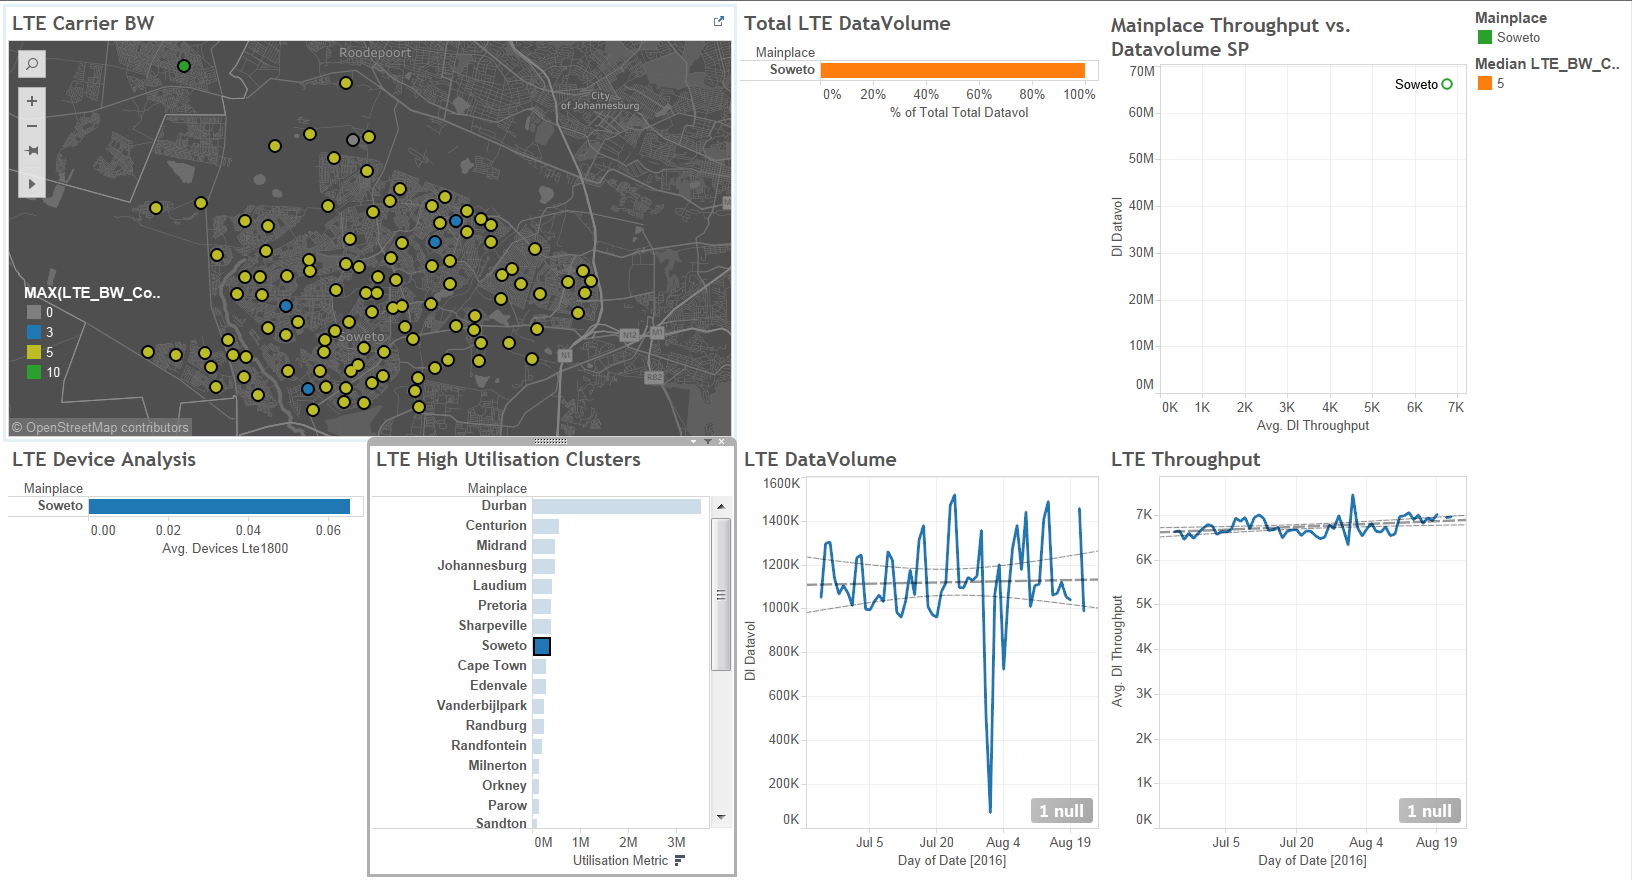 LTE Carrier BW
Roodepoort
City
of Johannesburg
Soweto
N12
M1
N1
RB2
MAX(LTE_BW_Co..
0
3
5
10
© OpenStreetMap contributors
Total LTE DataVolume
Mainplace
Soweto
0% 20% 40% 60% 80% 100%
% of Total Total Datavol
Mainplace Throughput vs.
Datavolume SP
70M
60M
50M
40M
30M
20M
10M
0M
DI Datavol
Soweto
0K 1K 2K 3K 4K 5K 6K 7K
Avg. DI Throughput
Mainplace
Soweto
Median LTE_BW_C..
5
LTE Device Analysis
Mainplace
Soweto
0.00 0.02 0.04 0.06
Avg. Devices Lte1800
LTE High Utilisation Clusters
Mainplace
Durban
Centurion
Midrand
Johannesburg
Laudium
Pretoria
Sharpeville
Soweto
Cape Town
Edenvale
Vanderbijlpark
Randburg
Randfontein
Milnerton
Orkney
Parow
Sandton
0M 1M 2M 3M
Utilisation Metric
LTE DataVolume
1600K
1400K
1200K
1000K
800K
600K
400K
200K
0K
DI Datavol
1 null
Jul 5 Jul 20 Aug 4 Aug 19
Day of Date [2016]
LTE Throughput
7K
6K
5K
4K
3K
2K
1K
0K
Avg. DI Throughput
1 null
Jul 5 Jul 20 Aug 4 Aug 19
Day of Date [2016]